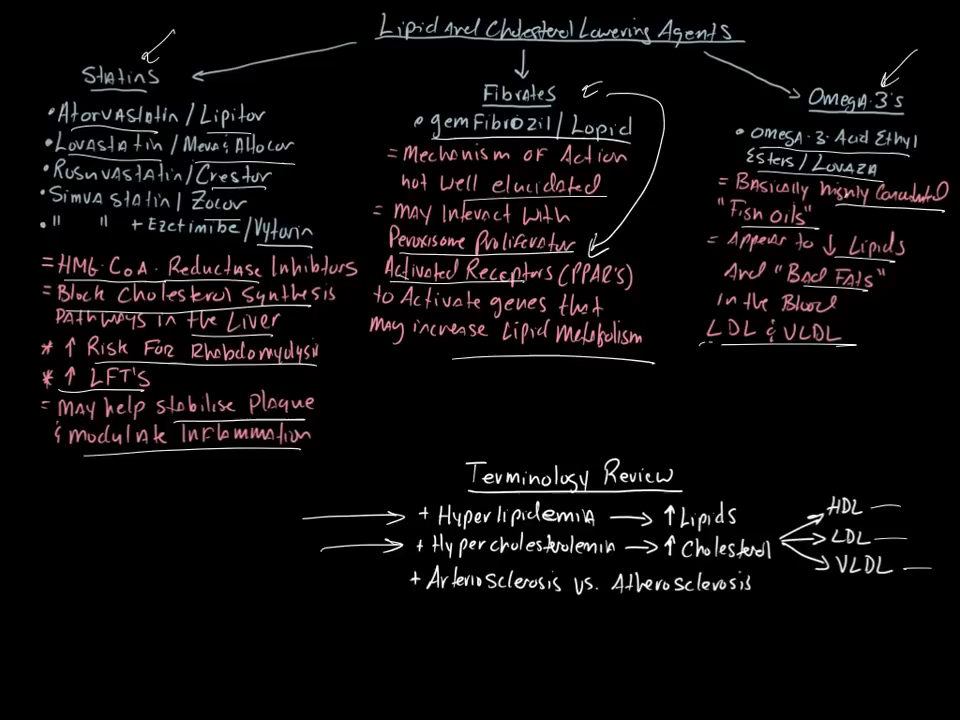 Lipid and Cholesterol Lowering Agents
Statins
• Atorvastatin / Lipitor
• Lovastatin / Meva & Altocor
• Rosuvastatin / Crestor
• Simvastatin / Zocor
• " " + Ezetimibe / Vytorin
= HMG-CoA-Reductase Inhibitors
= Block Cholesterol Synthesis
Pathways in the Liver
* ↑ Risk For Rhabdomyolysis
* ↑ LFT's
= May help stabilise Plaque
& modulate Inflammation
Fibrates
• gemFibrozil / Lopid
= Mechanism of Action
not well elucidated
= May Interact with
Peroxisome Proliferator
Activated Receptors (PPAR's)
to Activate genes that
may increase Lipid Metabolism
Omega-3's
• Omega-3-Acid Ethyl
Esters / Lovaza
= Basically highly Concentrated
"Fish oils"
= Appear to ↓ Lipids
And "Bad Fats"
in the Blood
LDL & VLDL
Terminology Review
+ Hyperlipidemia → ↑ Lipids
+ Hypercholesterolemia → ↑ Cholesterol
HDL
LDL
VLDL
+ Arteriosclerosis vs. Atherosclerosis